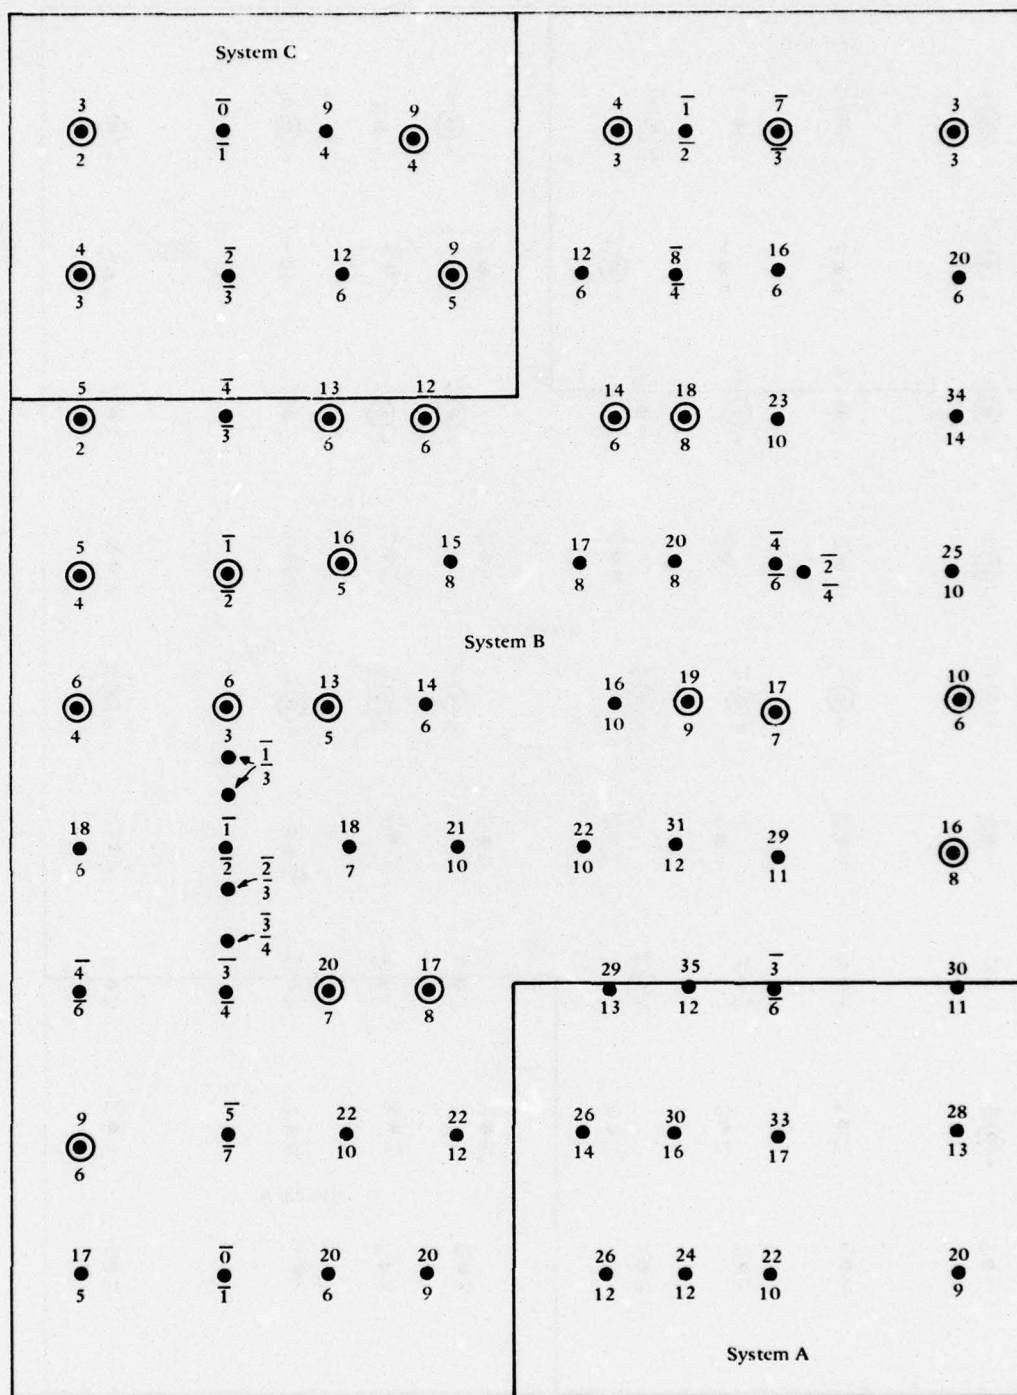 System C
3 0̅ 9 9 4 1̅ 7̅ 3
2 1̅ 4 4 3 2̅ 3̅ 3
4 2̅ 12 9 12 8̅ 16 20
3 3̅ 6 5 6 4̅ 6 6
5 4̅ 13 12 14 18 23 34
2 3̅ 6 6 6 8 10 14
5 1̅ 16 15 17 20 4̅ 2̅ 25
4 2̅ 5 8 8 8 6̅ 4̅ 10
System B
6 6 13 14 16 19 17 10
4 3 5 6 10 9 7 6
1̅
3̅
18 1̅ 18 21 22 31 29 16
6 2̅ 7 10 10 12 11 8
2̅
3̅
3̅
4̅
4̅ 3̅ 20 17 29 35 3̅ 30
6̅ 4̅ 7 8 13 12 6̅ 11
9 5̅ 22 22 26 30 33 28
6 7̅ 10 12 14 16 17 13
17 0̅ 20 20 26 24 22 20
5 1̅ 6 9 12 12 10 9
System A